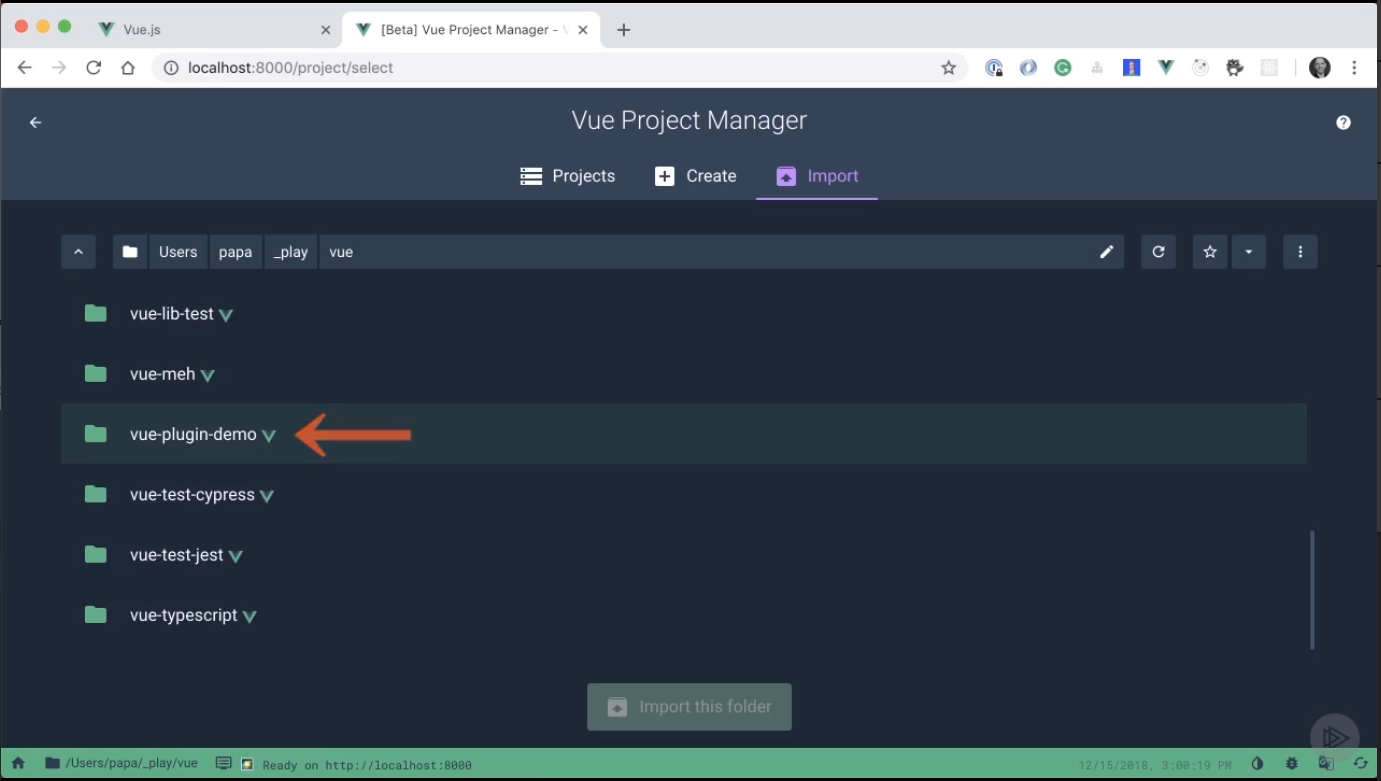 Vue.js
[Beta] Vue Project Manager -
localhost:8000/project/select
Vue Project Manager
Projects Create Import
Users papa _play vue
vue-lib-test
vue-meh
vue-plugin-demo
vue-test-cypress
vue-test-jest
vue-typescript
Import this folder
/Users/papa/_play/vue Ready on http://localhost:8000 12/15/2018, 3:00:19 PM